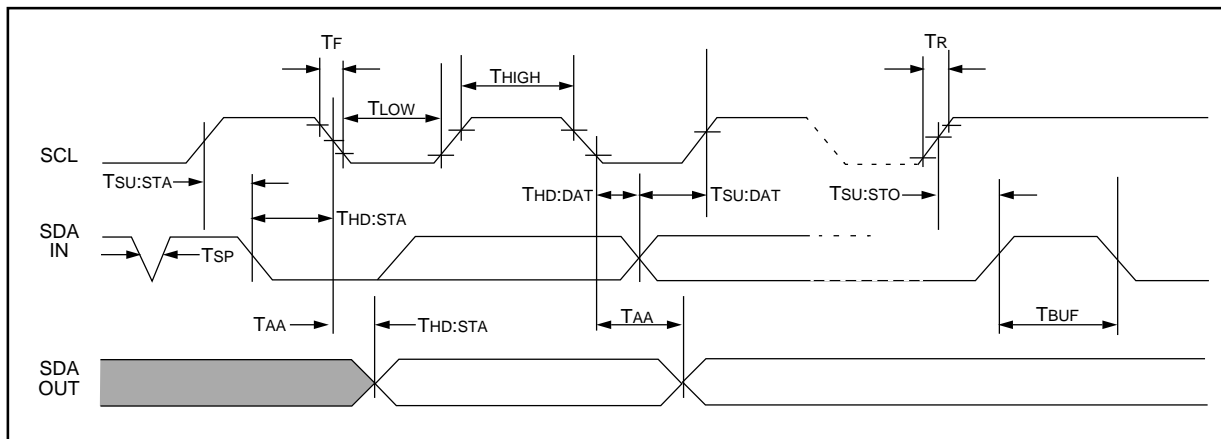 TF
TR
THIGH
TLOW
SCL
TSU:STA
THD:DAT
TSU:DAT
TSU:STO
THD:STA
SDA
IN
TSP
TAA
THD:STA
TAA
TBUF
SDA
OUT